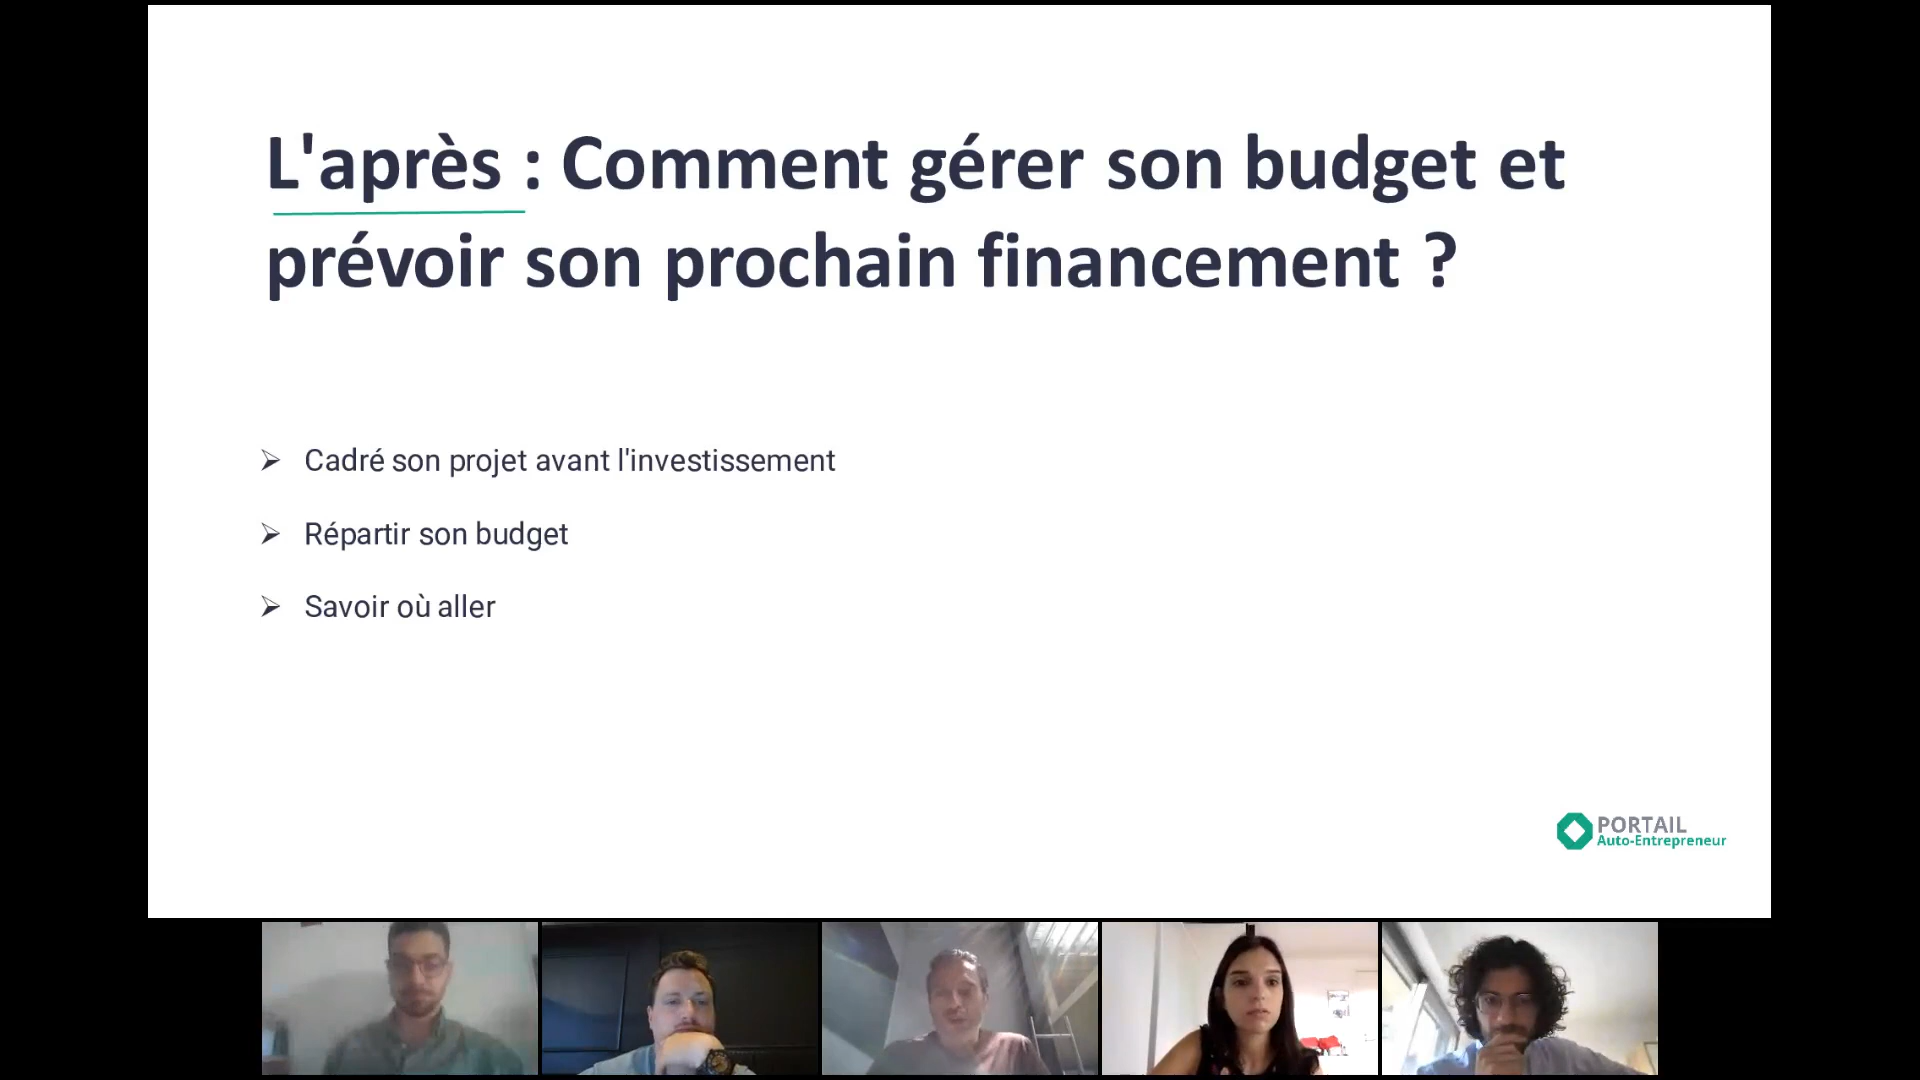 L'après : Comment gérer son budget et
prévoir son prochain financement ?
Cadré son projet avant l'investissement
Répartir son budget
Savoir où aller
PORTAIL
Auto-Entrepreneur